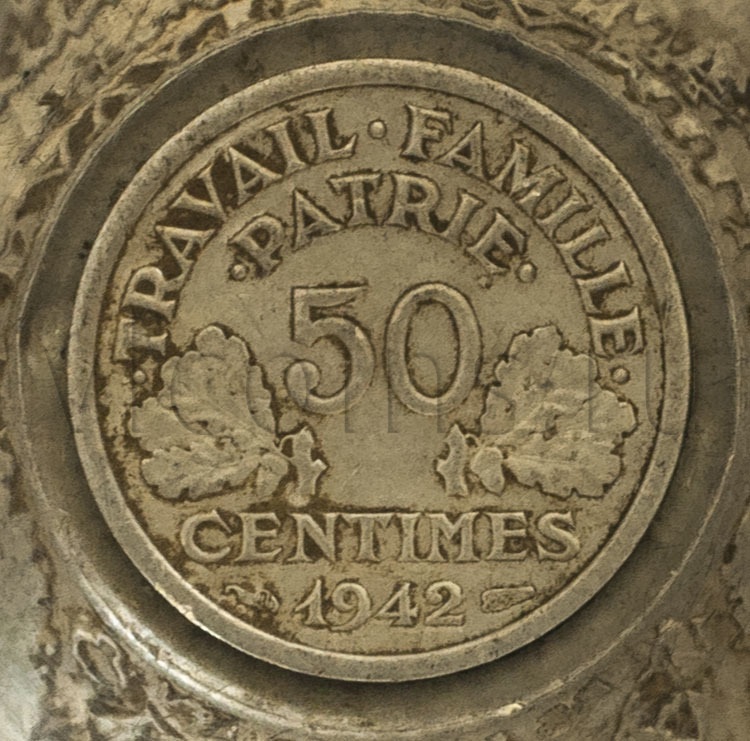 · TRAVAIL · FAMILLE ·
· PATRIE ·
50
CENTIMES
1942